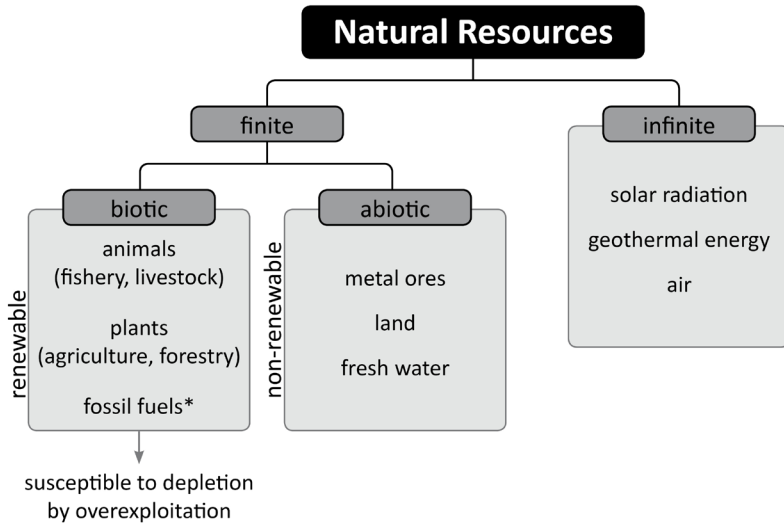 Natural Resources
finite
infinite
biotic
abiotic
renewable
animals
(fishery, livestock)
plants
(agriculture, forestry)
fossil fuels*
susceptible to depletion
by overexploitation
non-renewable
metal ores
land
fresh water
solar radiation
geothermal energy
air